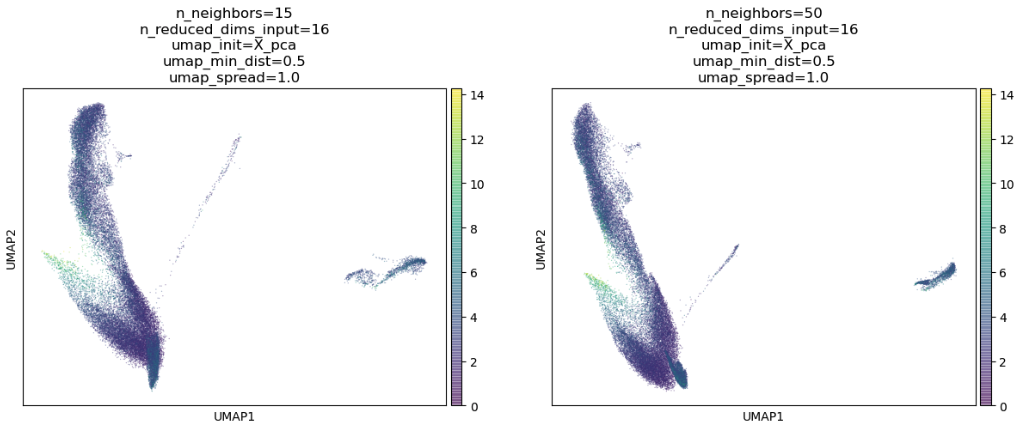 n_neighbors=15
n_reduced_dims_input=16
umap_init=X_pca
umap_min_dist=0.5
umap_spread=1.0
14
12
10
8
6
4
2
0
UMAP2
UMAP1
n_neighbors=50
n_reduced_dims_input=16
umap_init=X_pca
umap_min_dist=0.5
umap_spread=1.0
14
12
10
8
6
4
2
0
UMAP2
UMAP1